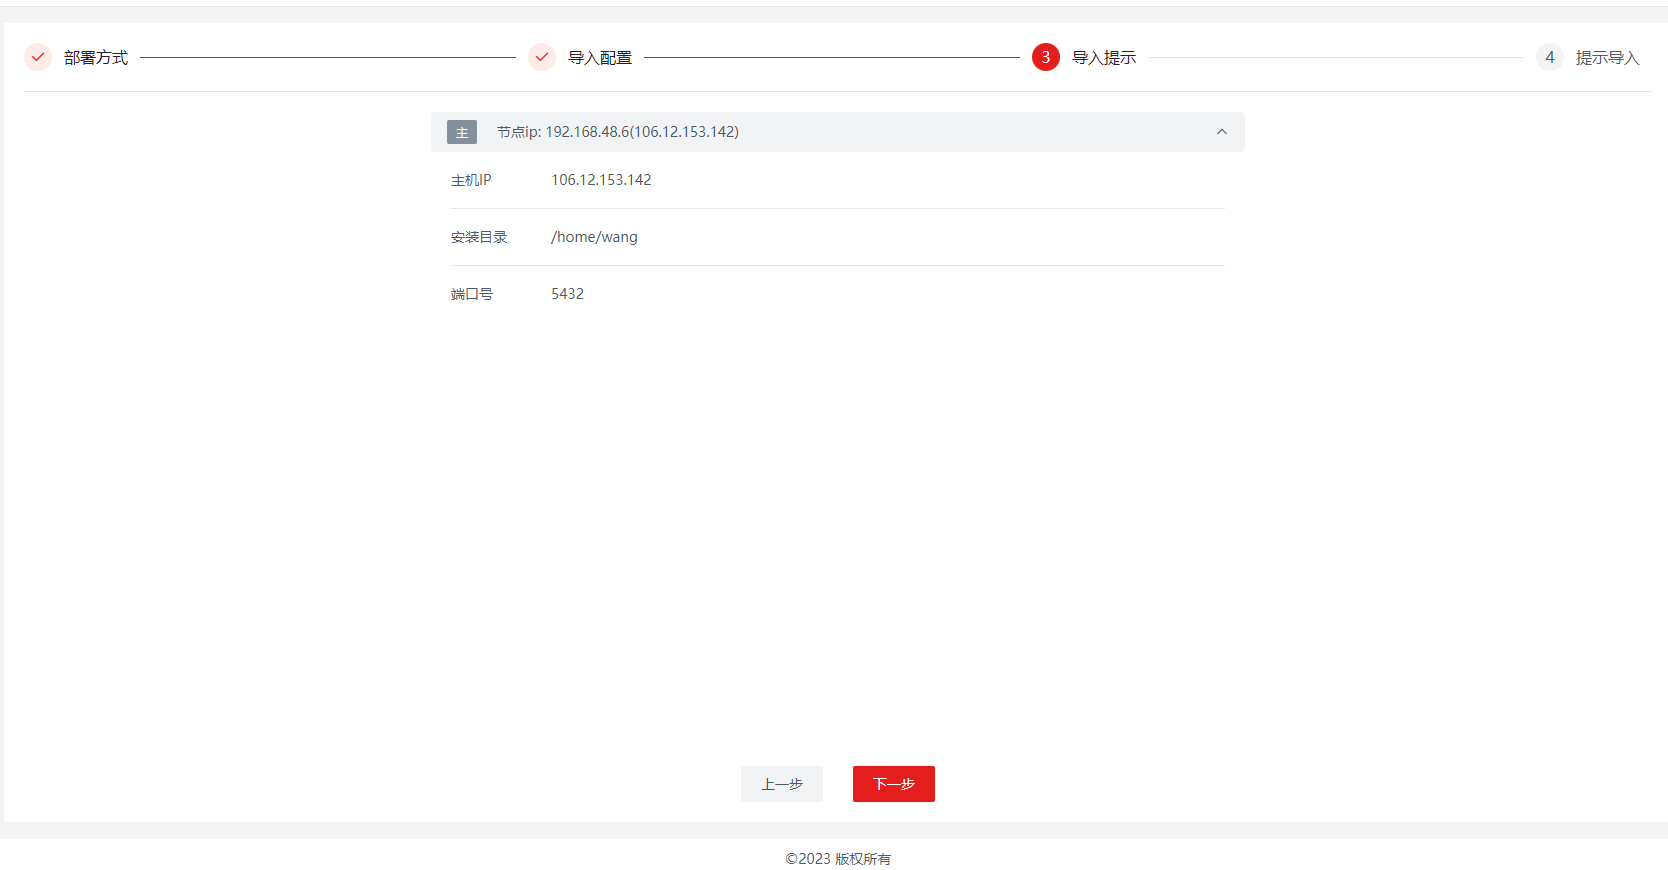 部署方式 导入配置 3 导入提示 4 提示导入
主 节点ip: 192.168.48.6(106.12.153.142)
主机IP 106.12.153.142
安装目录 /home/wang
端口号 5432
上一步 下一步
©2023 版权所有